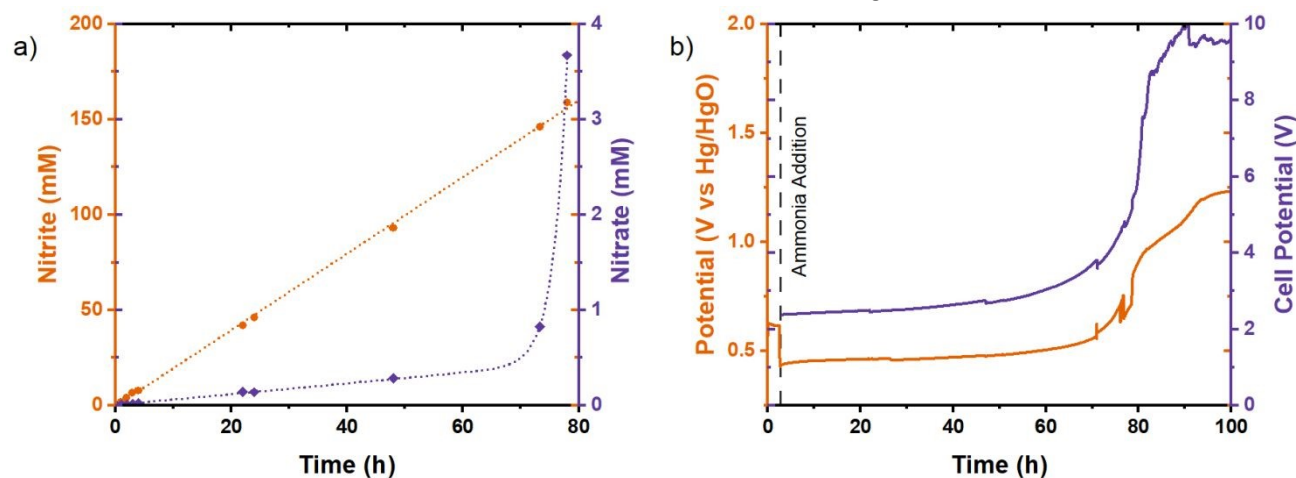 a)
200
150
100
50
0
Nitrite (mM)
4
3
2
1
0
Nitrate (mM)
0 20 40 60 80
Time (h)
b)
2.0
1.5
1.0
0.5
Potential (V vs Hg/HgO)
Ammonia Addition
10
8
6
4
2
0
Cell Potential (V)
0 20 40 60 80 100
Time (h)